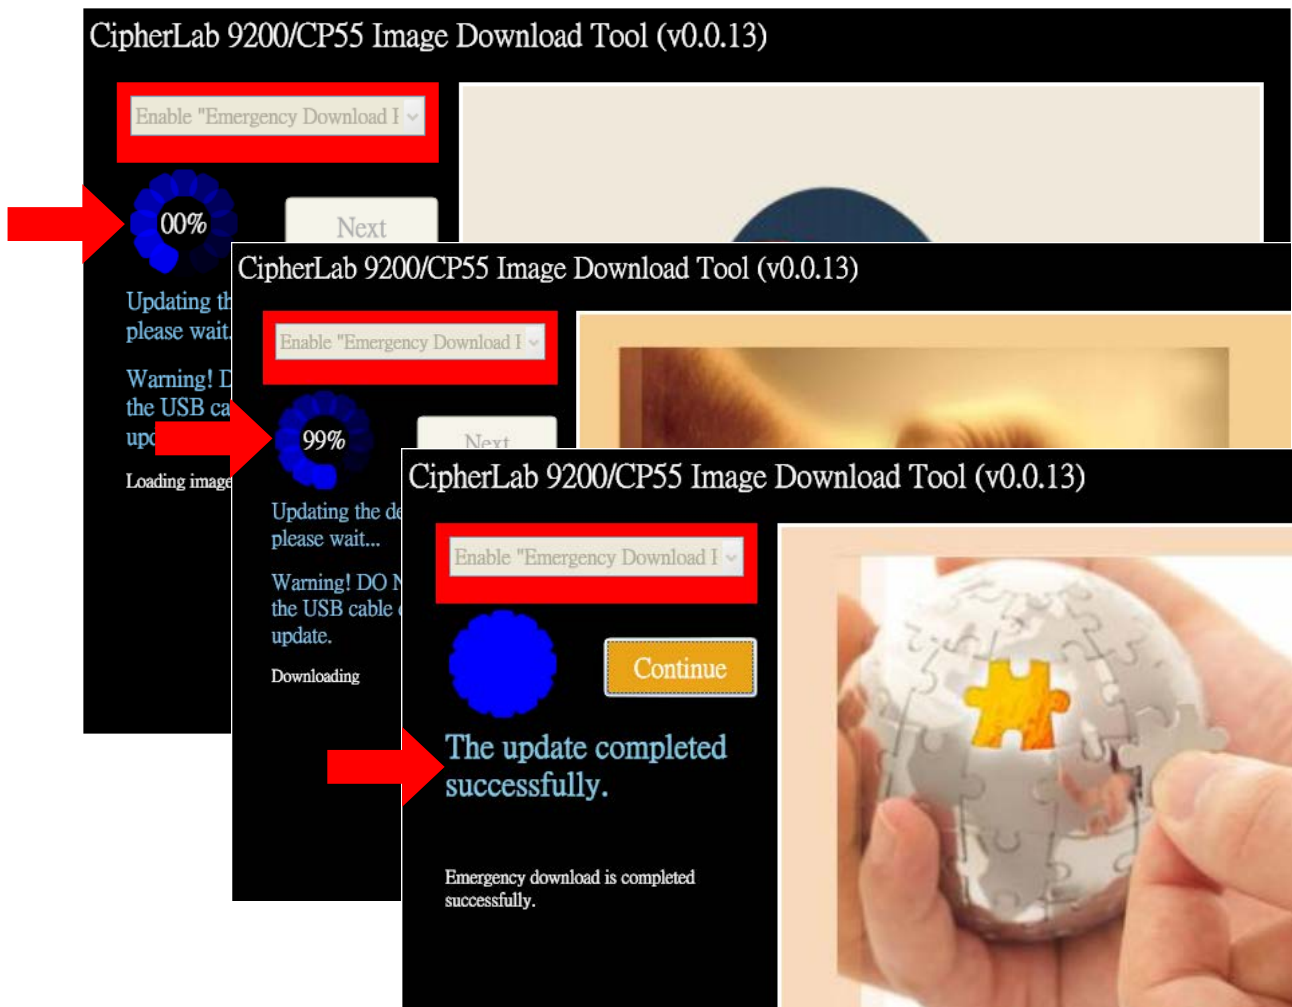 CipherLab 9200/CP55 Image Download Tool (v0.0.13)
Enable "Emergency Download
00%
Next
Updating th
please wait.
Warning! D
the USB ca
upd
Loading image
CipherLab 9200/CP55 Image Download Tool (v0.0.13)
Enable "Emergency Download
99%
Next
Updating the de
please wait...
Warning! DO N
the USB cable
update.
Downloading
CipherLab 9200/CP55 Image Download Tool (v0.0.13)
Enable "Emergency Download
Continue
The update completed
successfully.
Emergency download is completed
successfully.